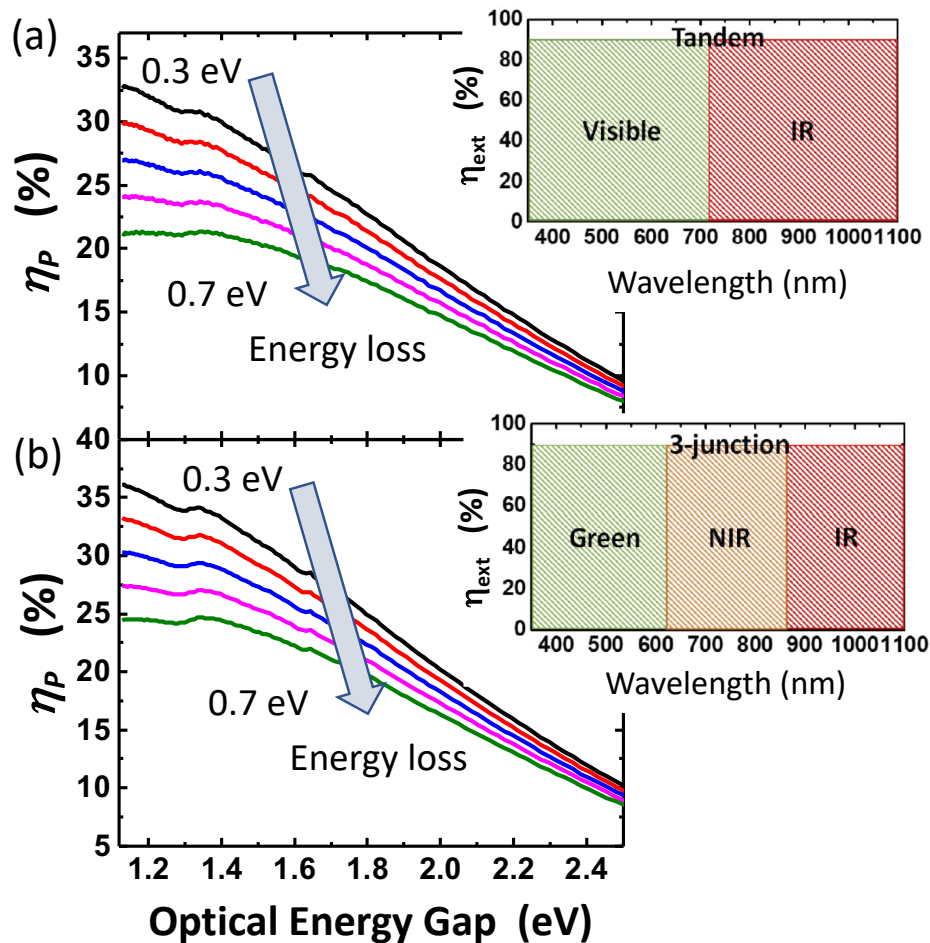 (a)
35
30
25
20
15
10
ηP (%)
0.3 eV
0.7 eV
Energy loss
Tandem
100
80
60
40
20
0
ηext (%)
Visible
IR
400 500 600 700 800 900 1000 1100
Wavelength (nm)
(b)
40
35
30
25
20
15
10
5
ηP (%)
0.3 eV
0.7 eV
Energy loss
3-junction
100
80
60
40
20
0
ηext (%)
Green
NIR
IR
400 500 600 700 800 900 1000 1100
Wavelength (nm)
1.2 1.4 1.6 1.8 2.0 2.2 2.4
Optical Energy Gap (eV)